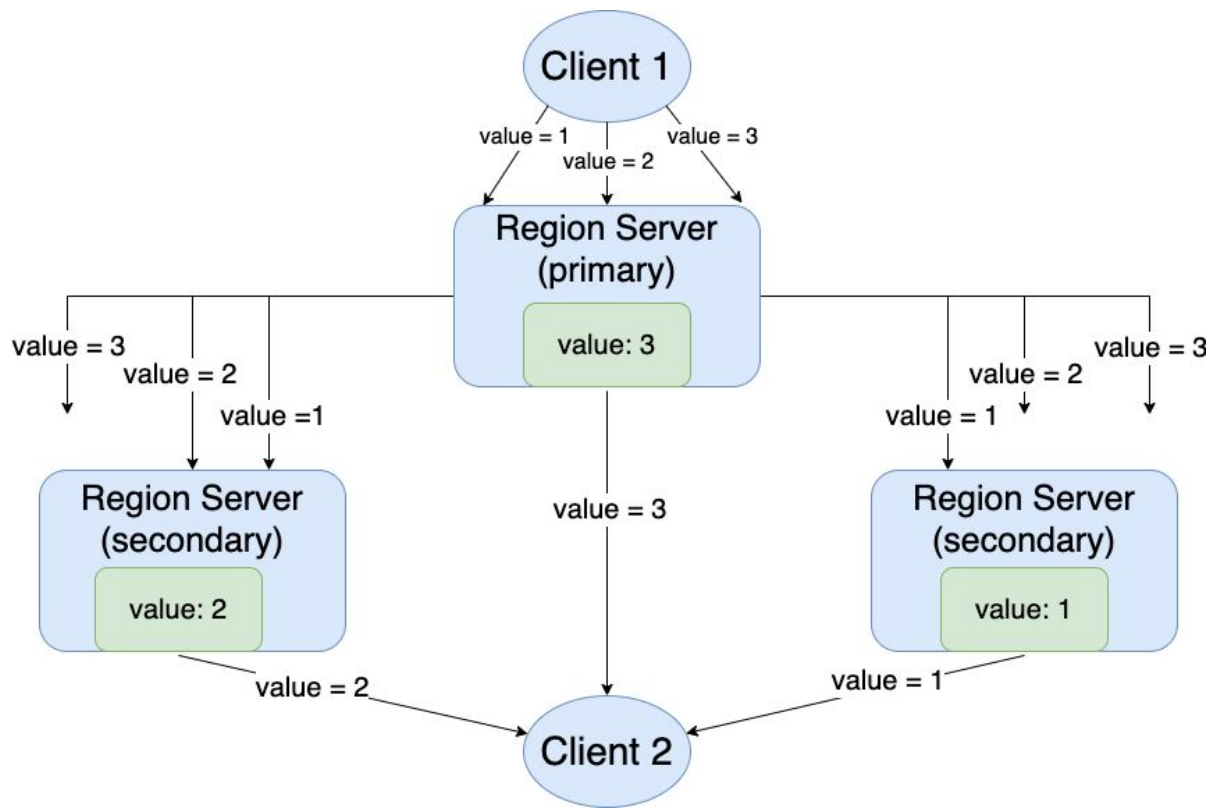 Client 1
value = 1
value = 2
value = 3
Region Server
(primary)
value: 3
value = 3
value = 2
value =1
value = 1
value = 2
value = 3
value = 3
Region Server
(secondary)
value: 2
Region Server
(secondary)
value: 1
value = 2
value = 1
Client 2